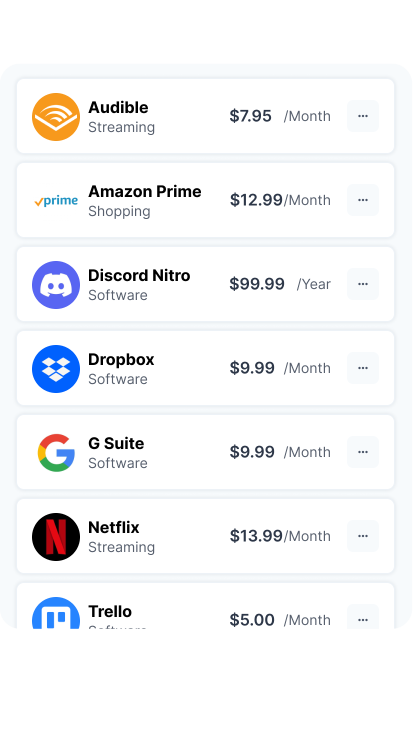 Audible
Streaming
$7.95 /Month
prime
Amazon Prime
Shopping
$12.99/Month
Discord Nitro
Software
$99.99 /Year
Dropbox
Software
$9.99 /Month
G Suite
Software
$9.99 /Month
Netflix
Streaming
$13.99/Month
Trello
Software
$5.00 /Month